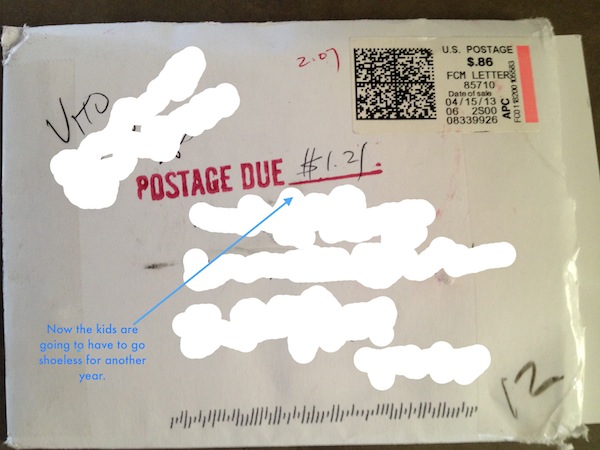 2.07
U.S. POSTAGE
$.86
FCM LETTER
85710
Date of sale
04/15/13
06 2S00
08339926
APC
POSTAGE DUE $1.21.
Now the kids are
going to have to go
shoeless for another
year.
12